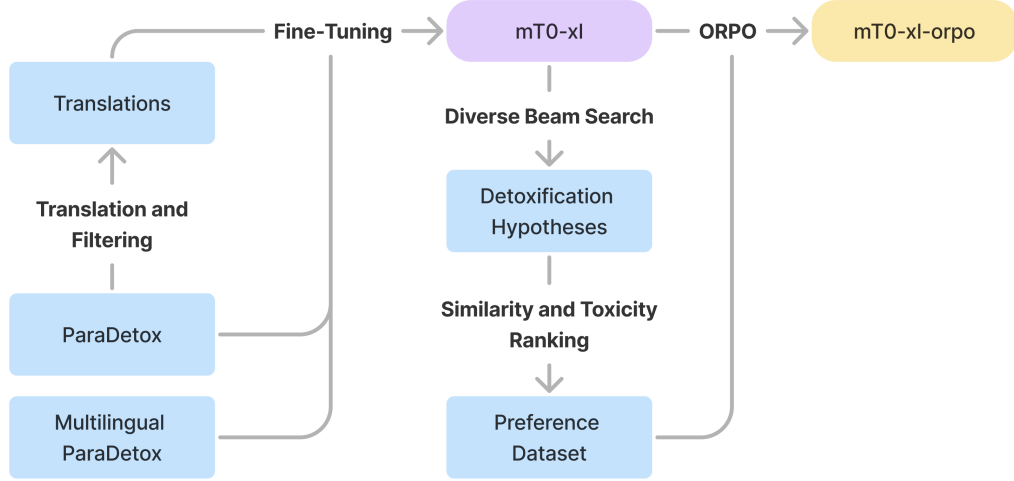 Fine-Tuning
mT0-xl
ORPO
mT0-xl-orpo
Translations
Diverse Beam Search
Translation and
Filtering
Detoxification
Hypotheses
ParaDetox
Similarity and Toxicity
Ranking
Multilingual
ParaDetox
Preference
Dataset